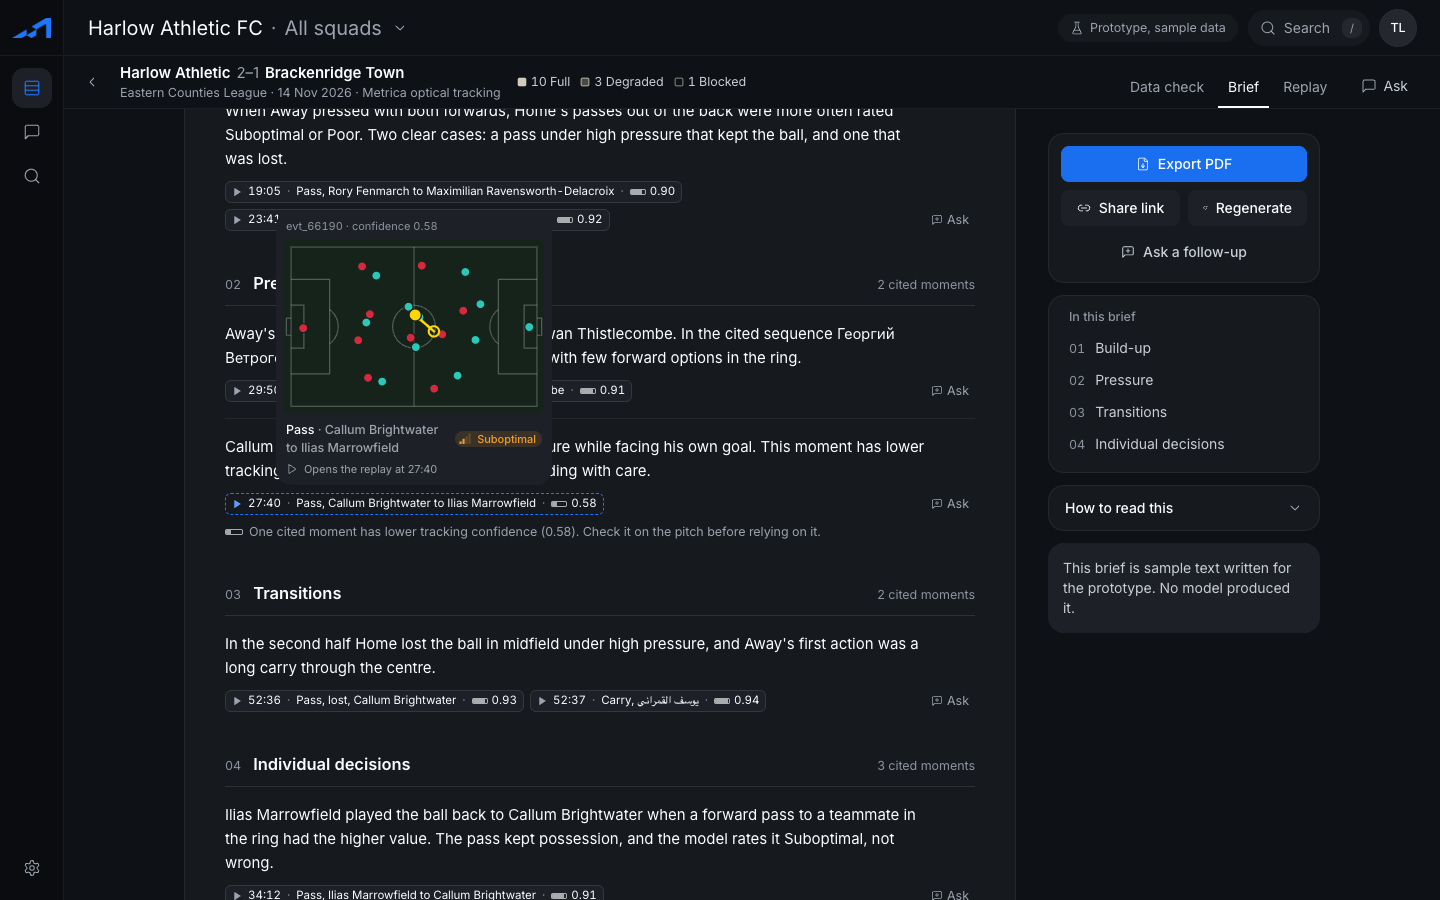 Harlow Athletic FC · All squads
Prototype, sample data
Search /
TL
Harlow Athletic 2–1 Brackenridge Town
Eastern Counties League · 14 Nov 2026 · Metrica optical tracking
10 Full 3 Degraded 1 Blocked
Data check Brief Replay Ask
When Away pressed with both forwards, Home's passes out of the back were more often rated
Suboptimal or Poor. Two clear cases: a pass under high pressure that kept the ball, and one that
was lost.
19:05 · Pass, Rory Fenmarch to Maximilian Ravensworth-Delacroix · 0.90
23:41 0.92 Ask
evt_66190 · confidence 0.58
02 2 cited moments
Away's Thistlecombe. In the cited sequence Георгий
with few forward options in the ring.
29:50 · 0.91 Ask
Pass · Callum Brightwater
to Ilias Marrowfield
Suboptimal
Opens the replay at 27:40
Callum while facing his own goal. This moment has lower
tracking with care.
27:40 · Pass, Callum Brightwater to Ilias Marrowfield · 0.58 Ask
One cited moment has lower tracking confidence (0.58). Check it on the pitch before relying on it.
03 Transitions 2 cited moments
In the second half Home lost the ball in midfield under high pressure, and Away's first action was a
long carry through the centre.
52:36 · Pass, lost, Callum Brightwater · 0.93 52:37 · Carry, يوسف القمراني · 0.94 Ask
04 Individual decisions 3 cited moments
Ilias Marrowfield played the ball back to Callum Brightwater when a forward pass to a teammate in
the ring had the higher value. The pass kept possession, and the model rates it Suboptimal, not
wrong.
34:12 · Pass, Ilias Marrowfield to Callum Brightwater · 0.91 Ask
Export PDF
Share link Regenerate
Ask a follow-up
In this brief
01 Build-up
02 Pressure
03 Transitions
04 Individual decisions
How to read this
This brief is sample text written for
the prototype. No model produced
it.